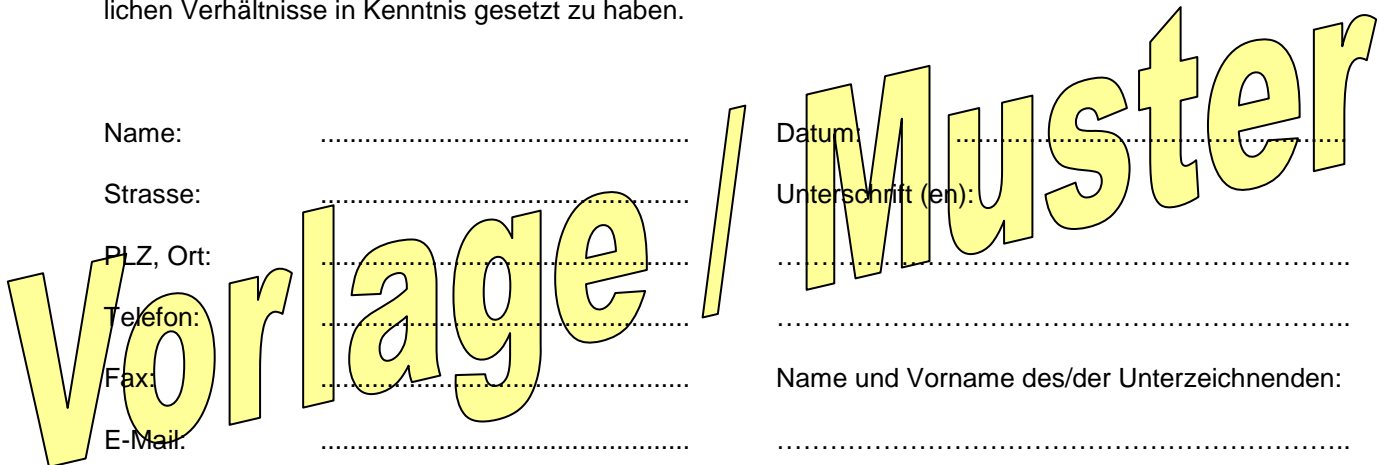 lichen Verhältnisse in Kenntnis gesetzt zu haben.
Name: .................................................. Datum: .....................................................
Strasse: .................................................. Unterschrift (en):
PLZ, Ort: .................................................. …………………………………………………………………..
Telefon: .................................................. …………………………………………………………………..
Fax: .................................................. Name und Vorname des/der Unterzeichnenden:
E-Mail: .................................................. …………………………………………………………………..
Vorlage / Muster